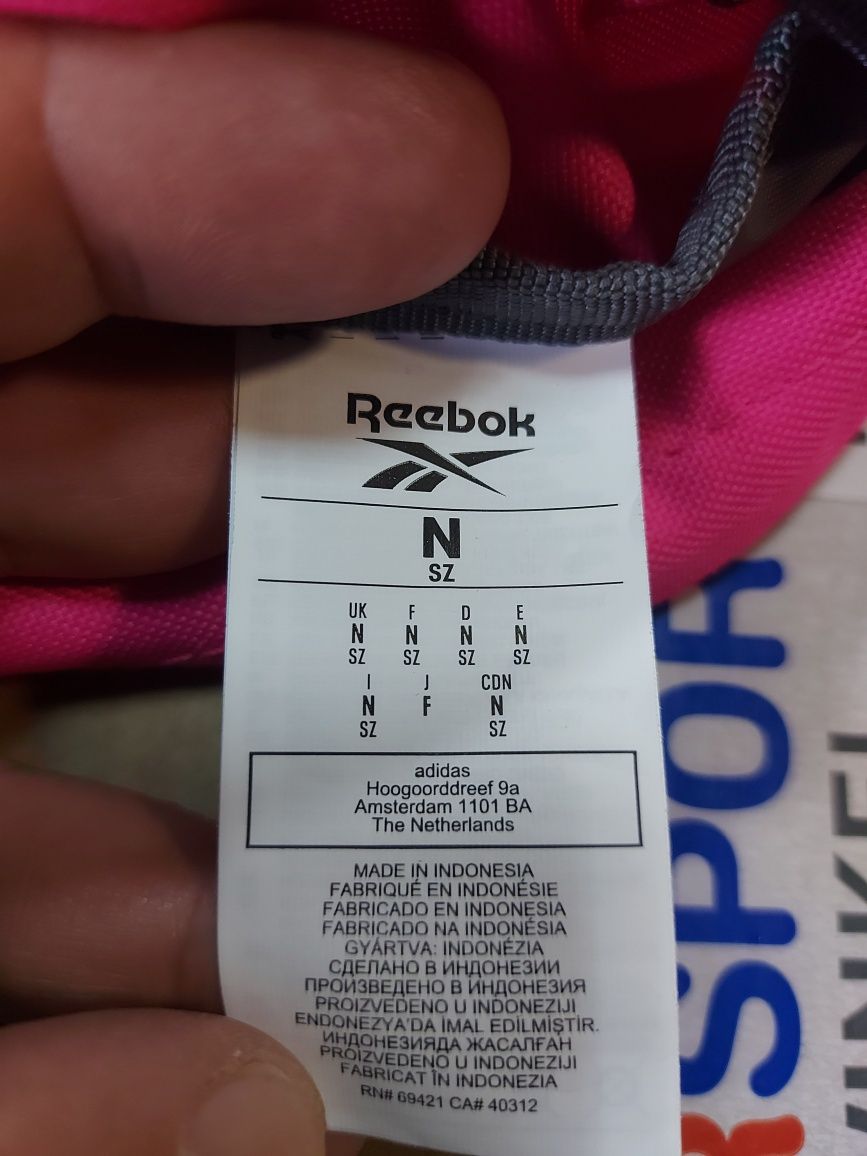 Reebok
N
SZ
UK F D E
N N N N
SZ SZ SZ SZ
I J CDN
N F N
SZ SZ
adidas
Hoogoorddreef 9a
Amsterdam 1101 BA
The Netherlands
MADE IN INDONESIA
FABRIQUÉ EN INDONÉSIE
FABRICADO EN INDONESIA
FABRICADO NA INDONÉSIA
GYÁRTVA: INDONÉZIA
СДЕЛАНО В ИНДОНЕЗИИ
ПРОИЗВЕДЕНО В ИНДОНЕЗИЯ
PROIZVEDENO U INDONEZIJI
ENDONEZYA'DA İMAL EDİLMİŞTİR.
ИНДОНЕЗИЯДА ЖАСАЛҒАН
PROIZVEDENO U INDONEZIJI
FABRICAT ÎN INDONEZIA
RN# 69421 CA# 40312
SPOR